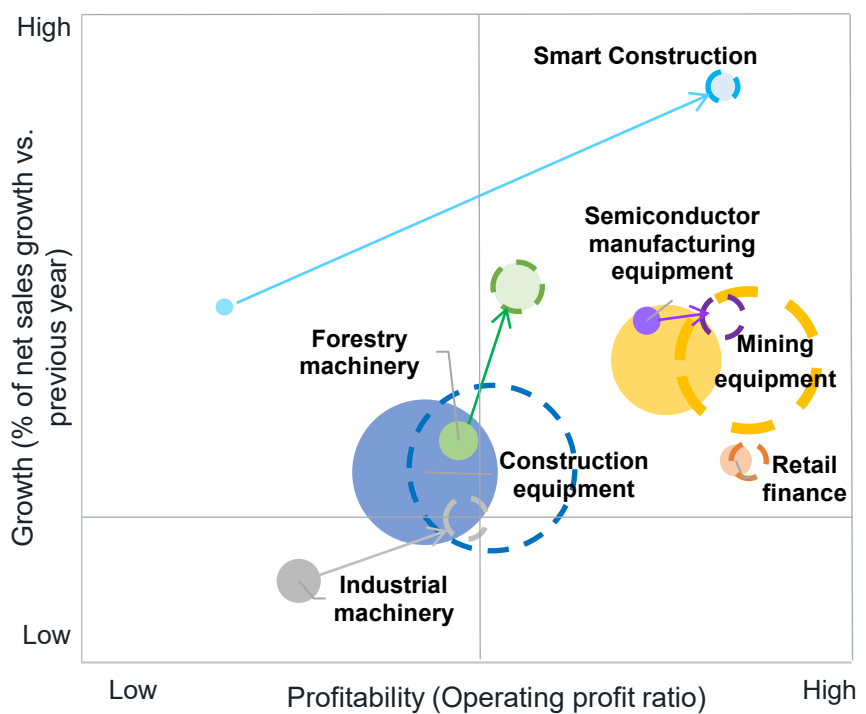 High
Smart Construction
Semiconductor
manufacturing
equipment
Forestry
machinery
Mining
equipment
Construction
equipment
Retail
finance
Industrial
machinery
Growth (% of net sales growth vs.
previous year)
Low
Low
Profitability (Operating profit ratio)
High